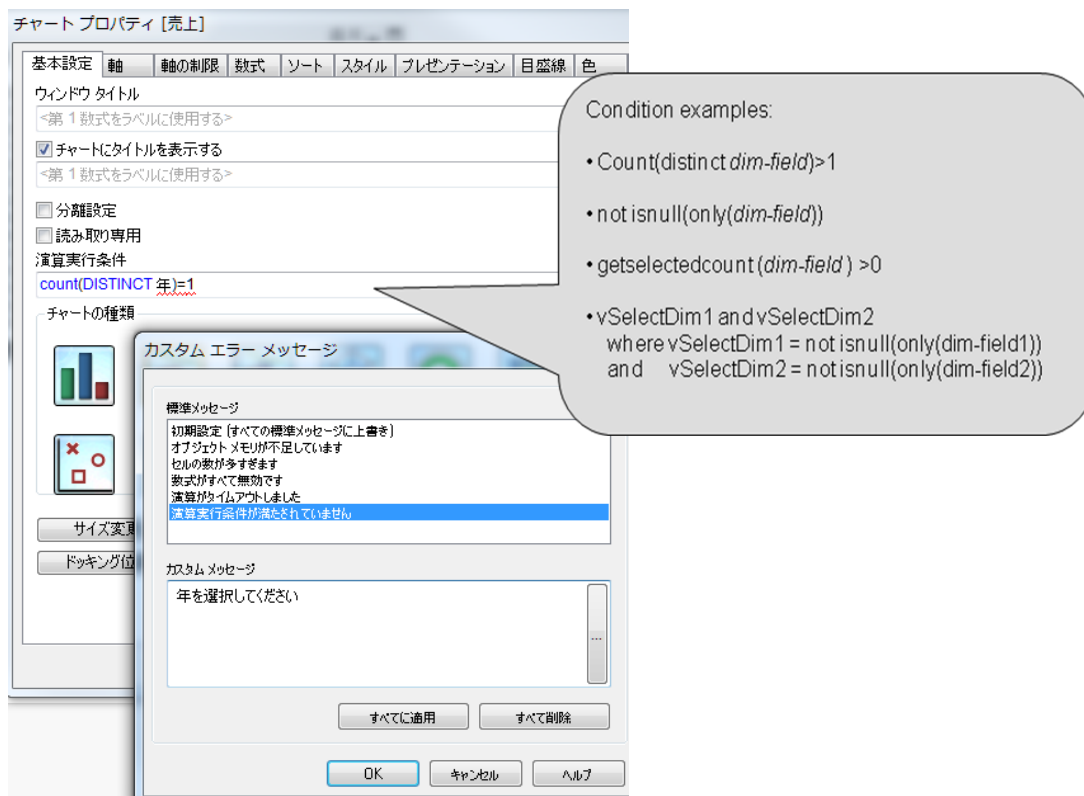 チャート プロパティ [売上]
基本設定 軸 軸の制限 数式 ソート スタイル プレゼンテーション 目盛線 色
ウィンドウ タイトル
<第 1 数式をラベルに使用する>
チャートにタイトルを表示する
<第 1 数式をラベルに使用する>
分離設定
読み取り専用
演算実行条件
count(DISTINCT 年)=1
チャートの種類
サイズ変更
ドッキング位
カスタム エラー メッセージ
標準メッセージ
初期設定 (すべての標準メッセージに上書き)
オブジェクト メモリが不足しています
セルの数が多すぎます
数式がすべて無効です
演算がタイムアウトしました
演算実行条件が満たされていません
カスタム メッセージ
年を選択してください
...
すべてに適用 すべて削除
OK キャンセル ヘルプ
Condition examples:
• Count(distinct dim-field)>1
• not isnull(only(dim-field))
• getselectedcount (dim-field ) >0
• vSelectDim1 and vSelectDim2
where vSelectDim1 = not isnull(only(dim-field1))
and vSelectDim2 = not isnull(only(dim-field2))